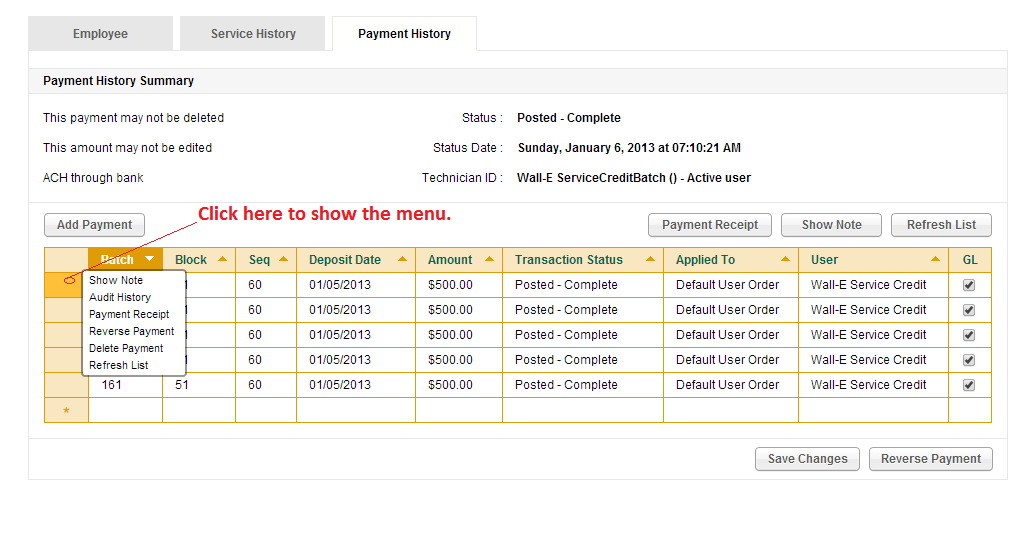 Employee Service History Payment History
Payment History Summary
This payment may not be deleted Status : Posted - Complete
This amount may not be edited Status Date : Sunday, January 6, 2013 at 07:10:21 AM
ACH through bank Technician ID : Wall-E ServiceCreditBatch () - Active user
Click here to show the menu.
Add Payment Payment Receipt Show Note Refresh List
Batch Block Seq Deposit Date Amount Transaction Status Applied To User GL
Show Note
Audit History
Payment Receipt
Reverse Payment
Delete Payment
Refresh List
1 60 01/05/2013 $500.00 Posted - Complete Default User Order Wall-E Service Credit
1 60 01/05/2013 $500.00 Posted - Complete Default User Order Wall-E Service Credit
1 60 01/05/2013 $500.00 Posted - Complete Default User Order Wall-E Service Credit
1 60 01/05/2013 $500.00 Posted - Complete Default User Order Wall-E Service Credit
161 51 60 01/05/2013 $500.00 Posted - Complete Default User Order Wall-E Service Credit
*
Save Changes Reverse Payment